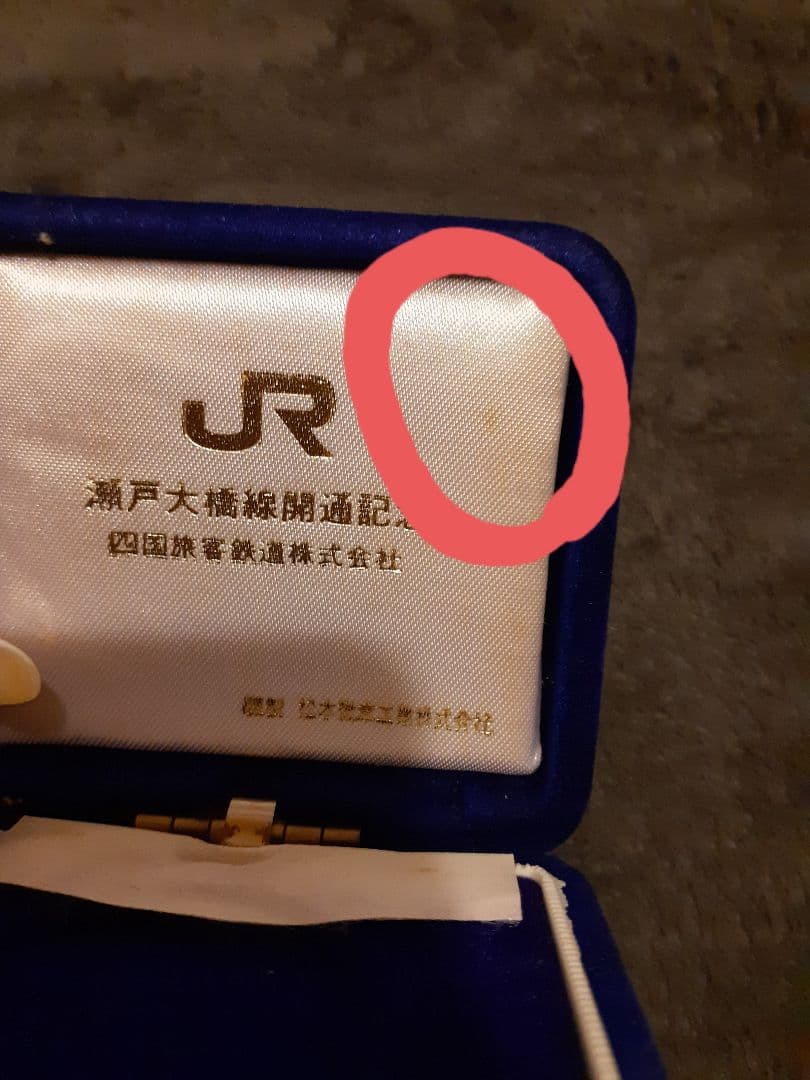 JR
瀬戸大橋線開通記念
四国旅客鉄道株式会社
謹製 松本徽章工業株式会社